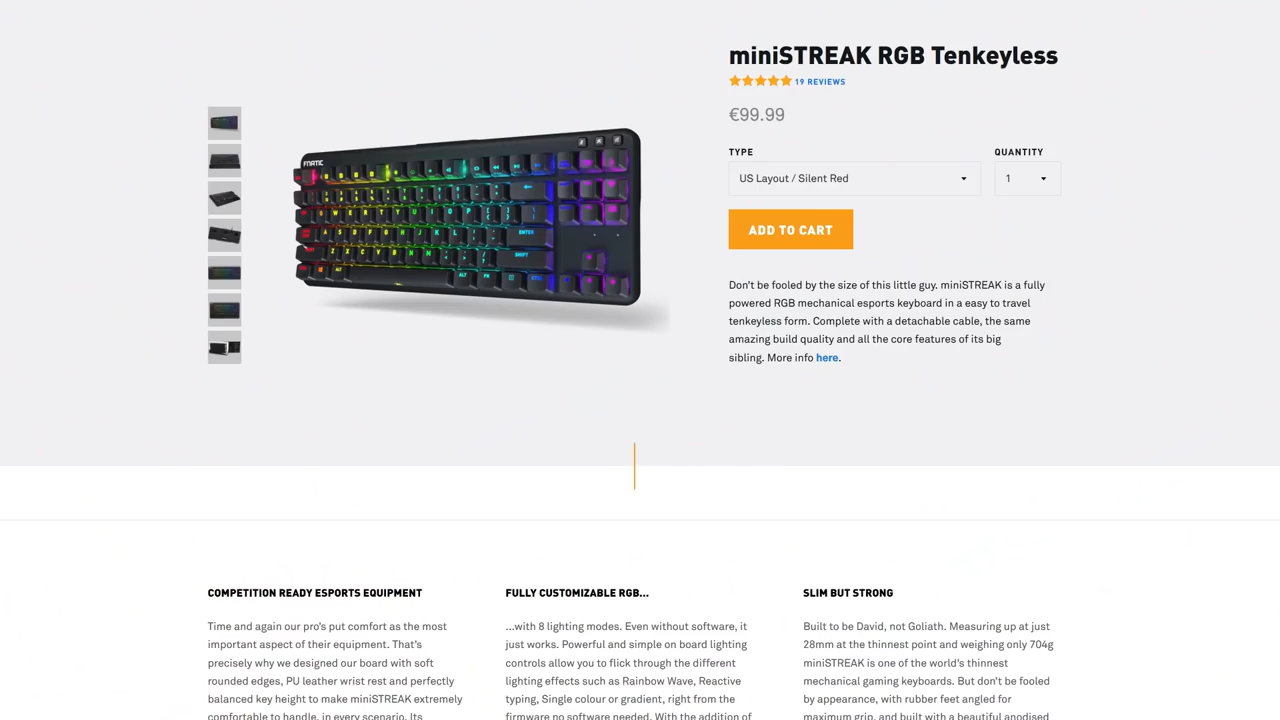 miniSTREAK RGB Tenkeyless
19 REVIEWS
€99.99
TYPE
QUANTITY
US Layout / Silent Red
1
ADD TO CART
Don't be fooled by the size of this little guy. miniSTREAK is a fully
powered RGB mechanical esports keyboard in a easy to travel
tenkeyless form. Complete with a detachable cable, the same
amazing build quality and all the core features of its big
sibling. More info here.
FNATIC
Q W E R T Y U I O P
A S D F G H J K L ENTER
Z X C V B N M SHIFT
ALT ALT FN CTRL
COMPETITION READY ESPORTS EQUIPMENT
Time and again our pro's put comfort as the most
important aspect of their equipment. That's
precisely why we designed our board with soft
rounded edges, PU leather wrist rest and perfectly
balanced key height to make miniSTREAK extremely
comfortable to handle, in every scenario. Its
FULLY CUSTOMIZABLE RGB...
...with 8 lighting modes. Even without software, it
just works. Powerful and simple on board lighting
controls allow you to flick through the different
lighting effects such as Rainbow Wave, Reactive
typing, Single colour or gradient, right from the
firmware no software needed. With the addition of
SLIM BUT STRONG
Built to be David, not Goliath. Measuring up at just
28mm at the thinnest point and weighing only 704g
miniSTREAK is one of the world's thinnest
mechanical gaming keyboards. But don't be fooled
by appearance, with rubber feet angled for
maximum grip, and built with a beautiful anodised